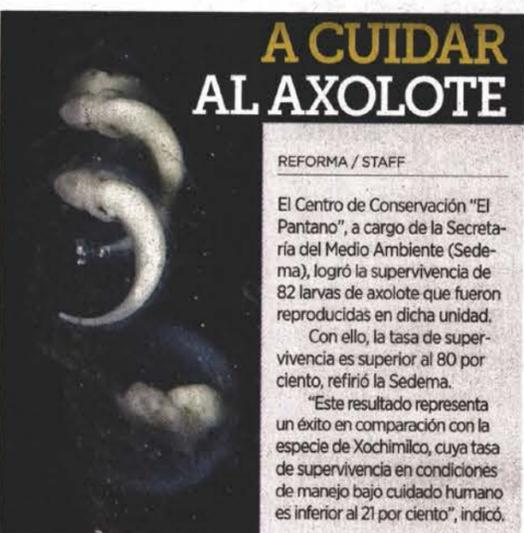 A CUIDAR
AL AXOLOTE
REFORMA / STAFF
El Centro de Conservación "El
Pantano", a cargo de la Secreta-
ría del Medio Ambiente (Sede-
ma), logró la supervivencia de
82 larvas de axolote que fueron
reproducidas en dicha unidad.
Con ello, la tasa de super-
vivencia es superior al 80 por
ciento, refirió la Sedema.
"Este resultado representa
un éxito en comparación con la
especie de Xochimilco, cuya tasa
de supervivencia en condiciones
de manejo bajo cuidado humano
es inferior al 21 por ciento", indicó.